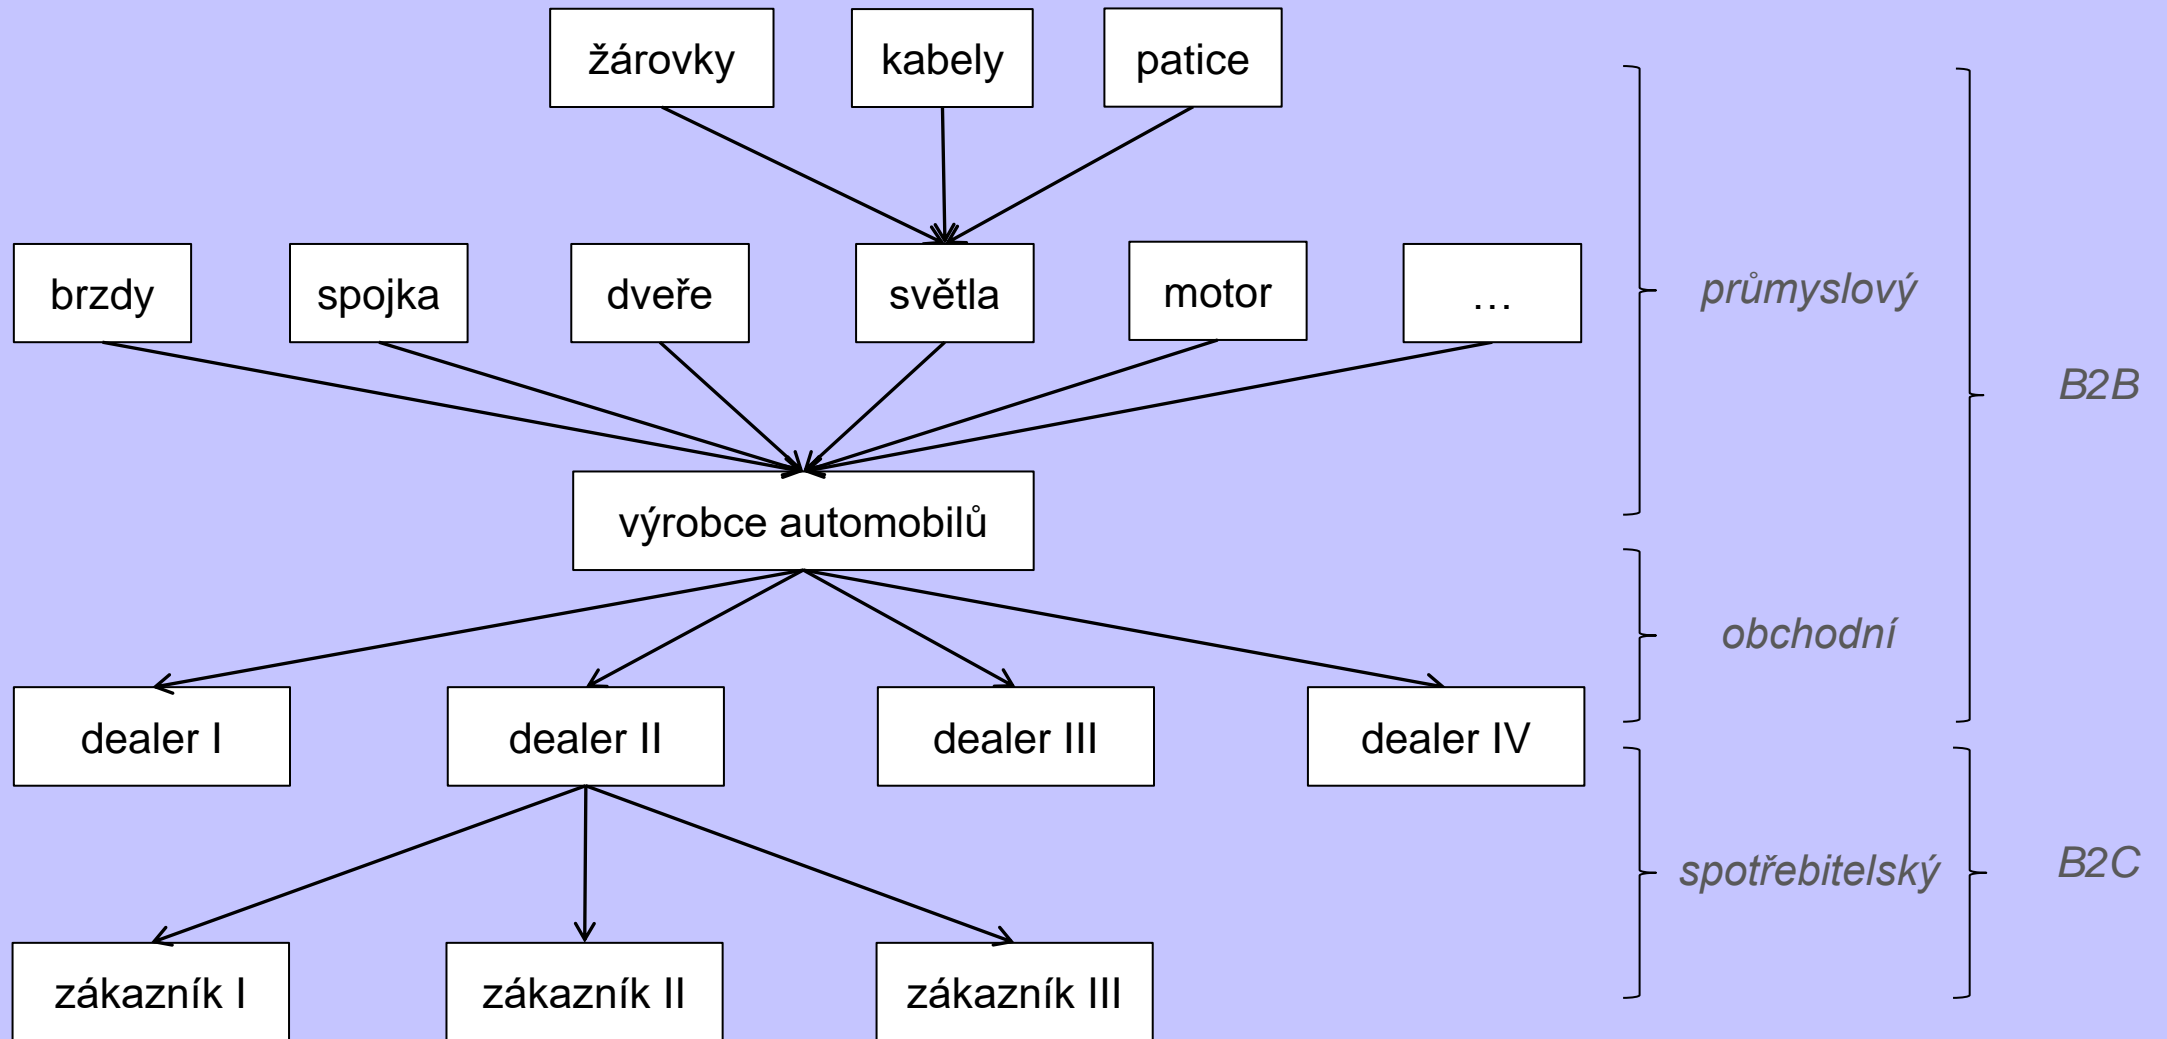 žárovky
kabely
patice
brzdy
spojka
dveře
světla
motor
…
průmyslový
B2B
výrobce automobilů
obchodní
dealer I
dealer II
dealer III
dealer IV
spotřebitelský
B2C
zákazník I
zákazník II
zákazník III